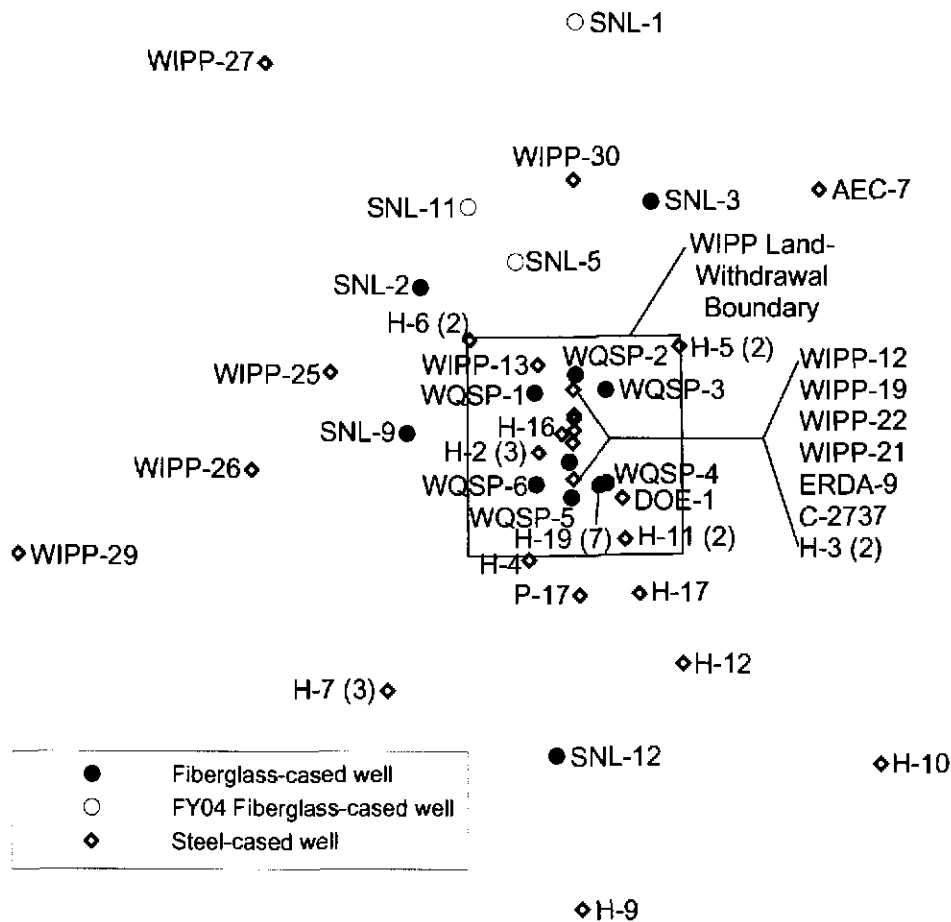 SNL-1
WIPP-27
WIPP-30
AEC-7
SNL-11
SNL-3
WIPP Land-
Withdrawal
Boundary
SNL-5
SNL-2
H-6 (2)
H-5 (2)
WQSP-2
WIPP-13
WIPP-25
WQSP-1
WQSP-3
WIPP-12
WIPP-19
WIPP-22
WIPP-21
ERDA-9
C-2737
H-3 (2)
H-16
SNL-9
H-2 (3)
WIPP-26
WQSP-4
WQSP-6
DOE-1
WQSP-5
H-19 (7)
H-11 (2)
WIPP-29
H-4
P-17
H-17
H-12
H-7 (3)
SNL-12
H-10
Fiberglass-cased well
FY04 Fiberglass-cased well
Steel-cased well
H-9